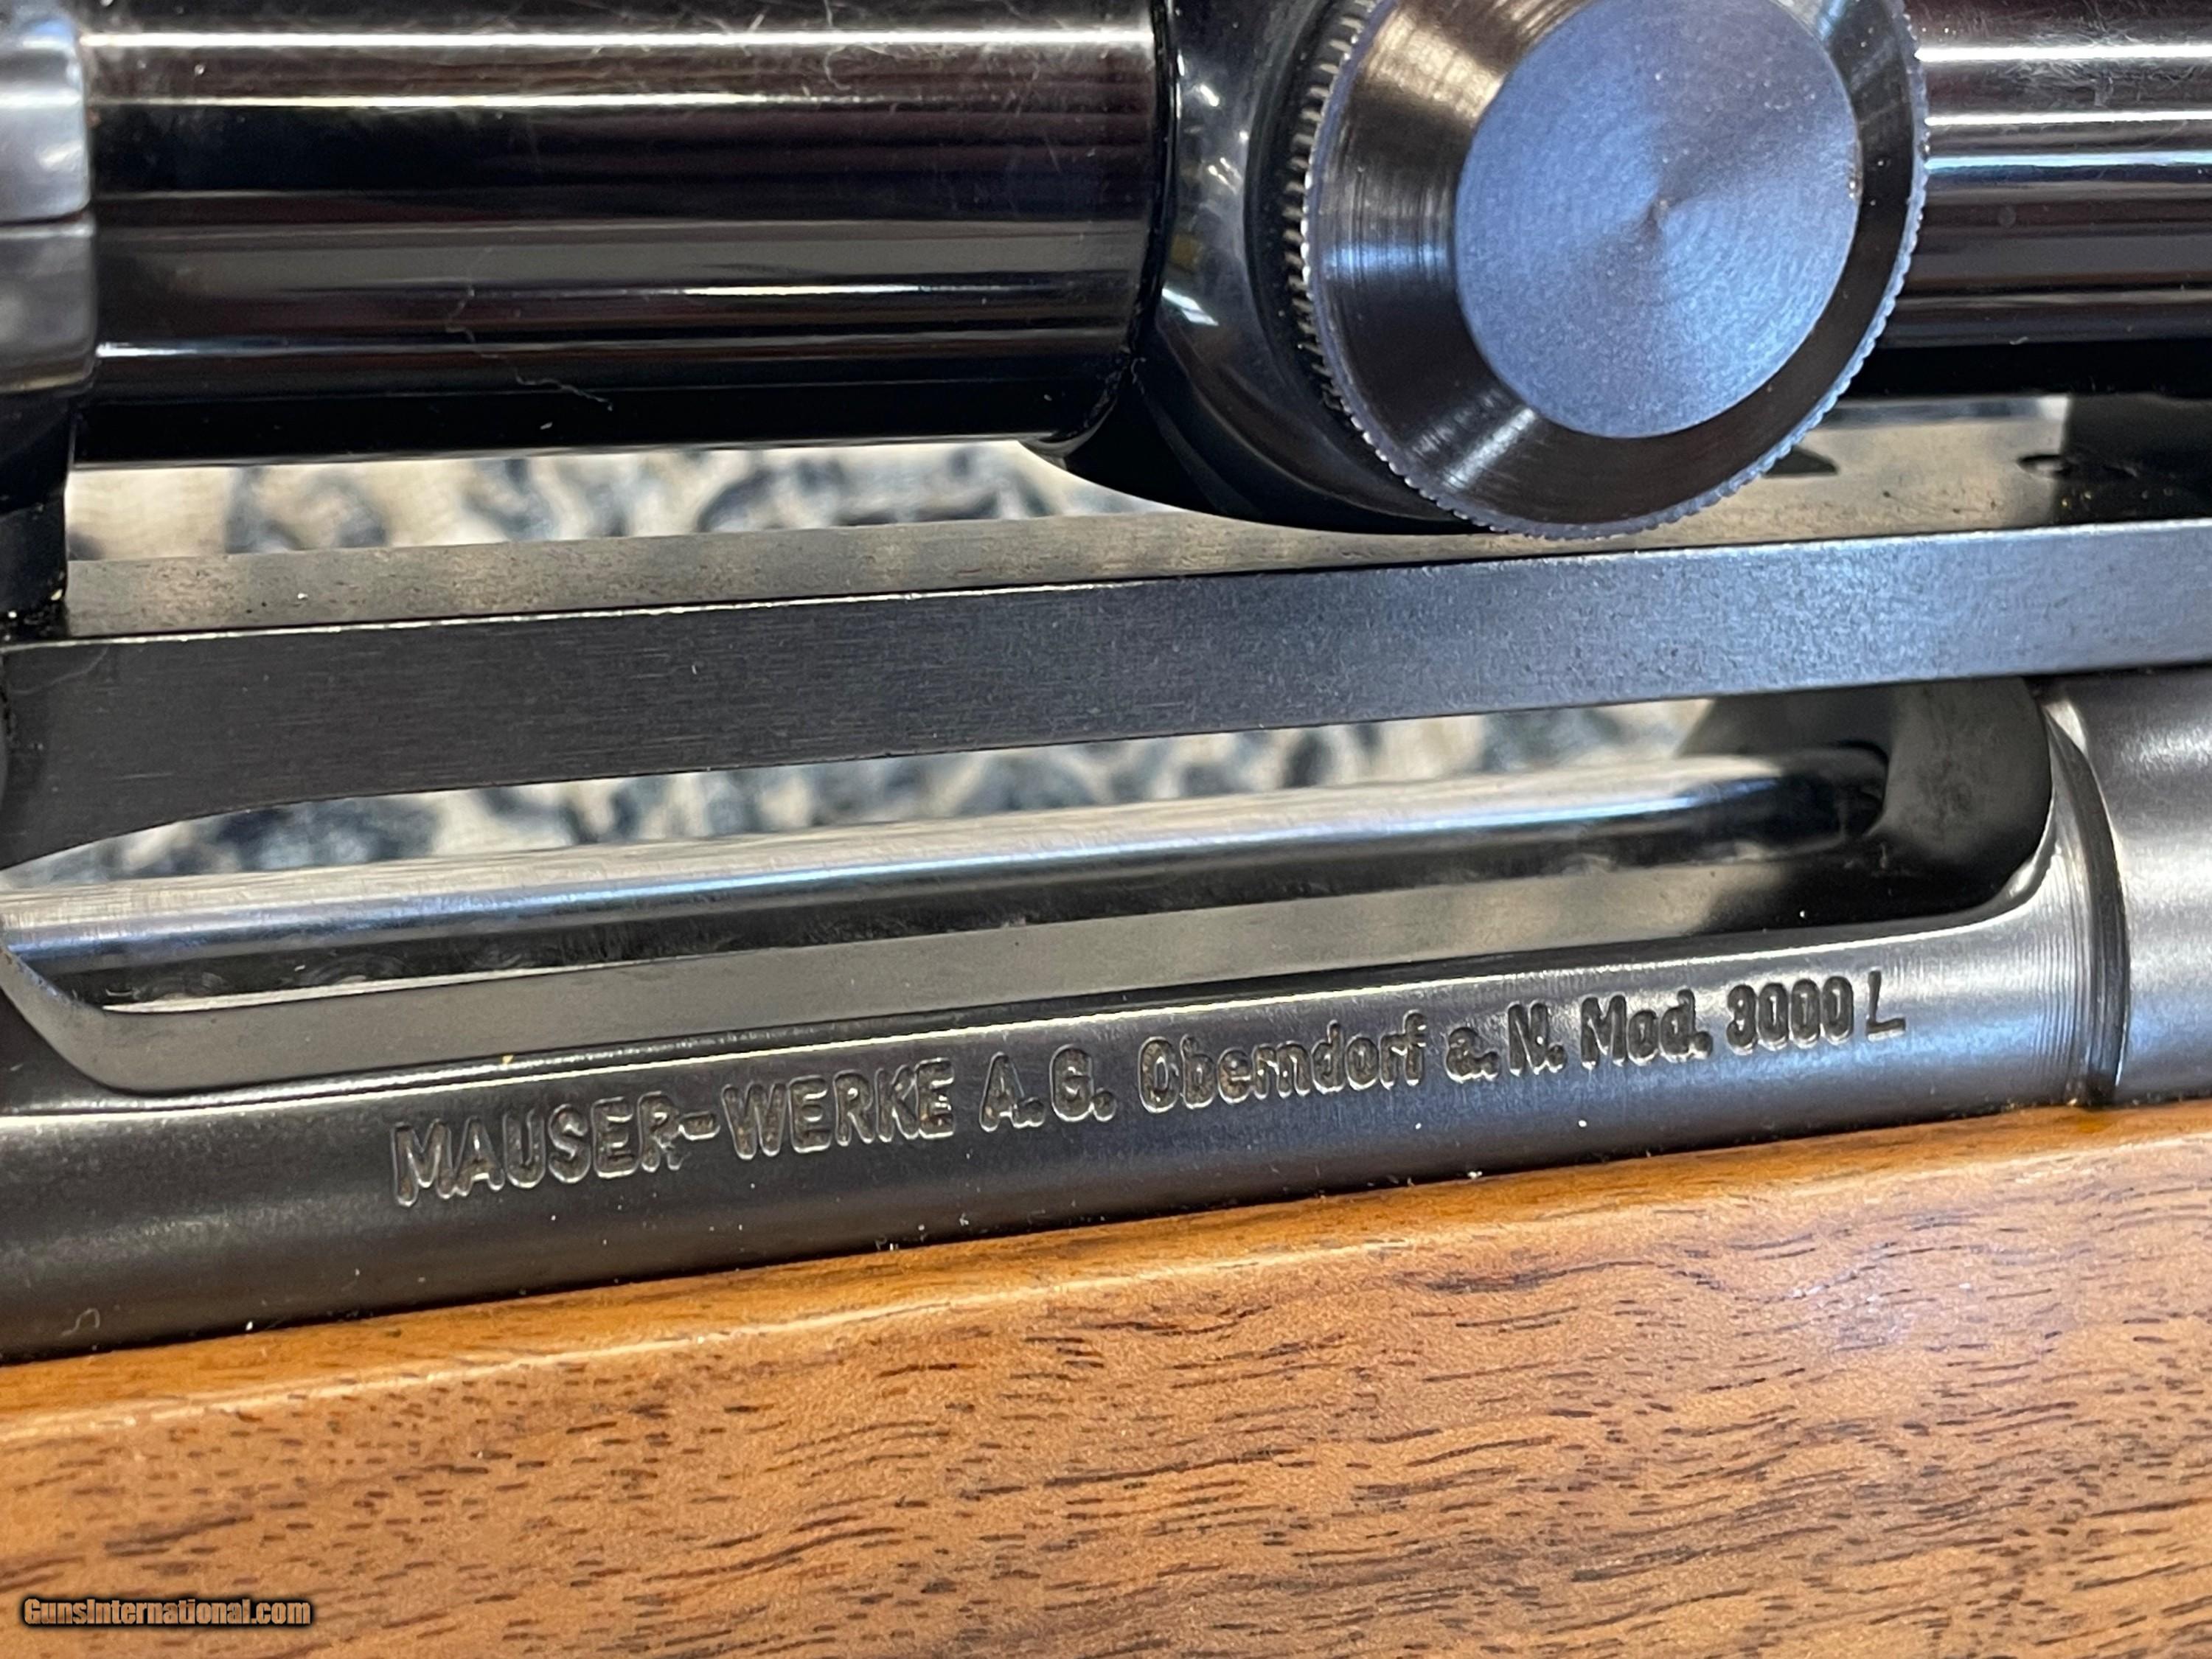 MAUSER-WERKE A.G. Oberndorf a. N. Mod. 3000 L
GunsInternational.com